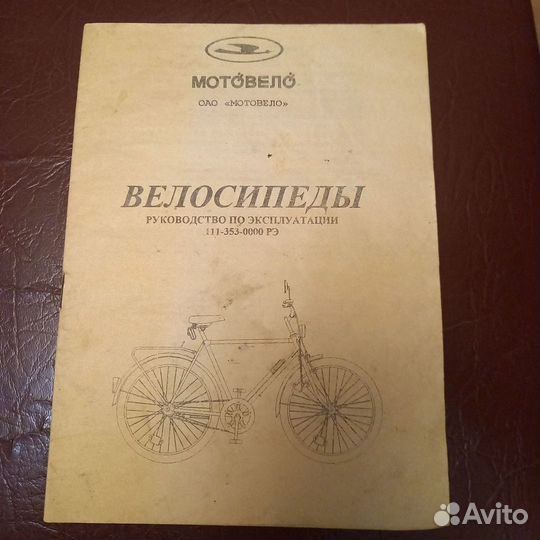 МОТОВЕЛО
ОАО «МОТОВЕЛО»
ВЕЛОСИПЕДЫ
РУКОВОДСТВО ПО ЭКСПЛУАТАЦИИ
111-353-0000 РЭ
Avito